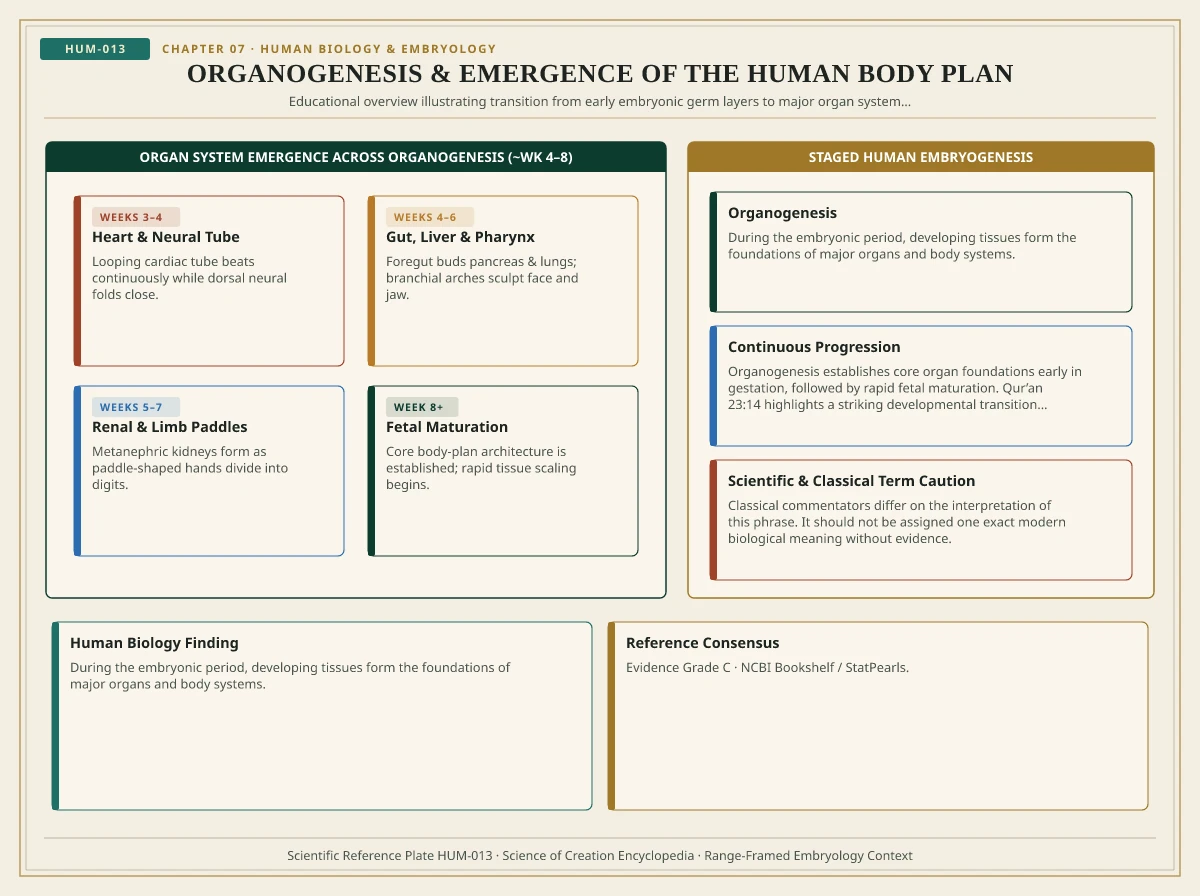 HUM-013
CHAPTER 07 · HUMAN BIOLOGY & EMBRYOLOGY
ORGANOGENESIS & EMERGENCE OF THE HUMAN BODY PLAN
Educational overview illustrating transition from early embryonic germ layers to major organ system…
ORGAN SYSTEM EMERGENCE ACROSS ORGANOGENESIS (~WK 4–8)
WEEKS 3–4
Heart & Neural Tube
Looping cardiac tube beats
continuously while dorsal neural
folds close.
WEEKS 4–6
Gut, Liver & Pharynx
Foregut buds pancreas & lungs;
branchial arches sculpt face and
jaw.
WEEKS 5–7
Renal & Limb Paddles
Metanephric kidneys form as
paddle-shaped hands divide into
digits.
WEEK 8+
Fetal Maturation
Core body-plan architecture is
established; rapid tissue scaling
begins.
STAGED HUMAN EMBRYOGENESIS
Organogenesis
During the embryonic period, developing tissues form the
foundations of major organs and body systems.
Continuous Progression
Organogenesis establishes core organ foundations early in
gestation, followed by rapid fetal maturation. Qur’an
23:14 highlights a striking developmental transition…
Scientific & Classical Term Caution
Classical commentators differ on the interpretation of
this phrase. It should not be assigned one exact modern
biological meaning without evidence.
Human Biology Finding
During the embryonic period, developing tissues form the foundations of
major organs and body systems.
Reference Consensus
Evidence Grade C · NCBI Bookshelf / StatPearls.
Scientific Reference Plate HUM-013 · Science of Creation Encyclopedia · Range-Framed Embryology Context